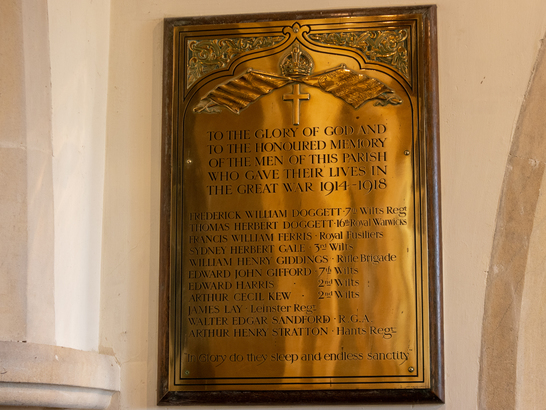 TO THE GLORY OF GOD AND
TO THE HONOURED MEMORY
OF THE MEN OF THIS PARISH
WHO GAVE THEIR LIVES IN
THE GREAT WAR 1914-1918
FREDERICK WILLIAM DOGGETT · 7th Wilts Regt
THOMAS HERBERT DOGGETT · 16th Royal Warwicks
FRANCIS WILLIAM FERRIS · Royal Fusiliers
SYDNEY HERBERT GALE · 3rd Wilts
WILLIAM HENRY GIDDINGS · Rifle Brigade
EDWARD JOHN GIFFORD · 7th Wilts
EDWARD HARRIS · 2nd Wilts
ARTHUR CECIL KEW · 2nd Wilts
JAMES LAY · Leinster Regt
WALTER EDGAR SANDFORD · R.G.A.
ARTHUR HENRY STRATTON · Hants Regt
"In Glory do they sleep and endless sanctity"